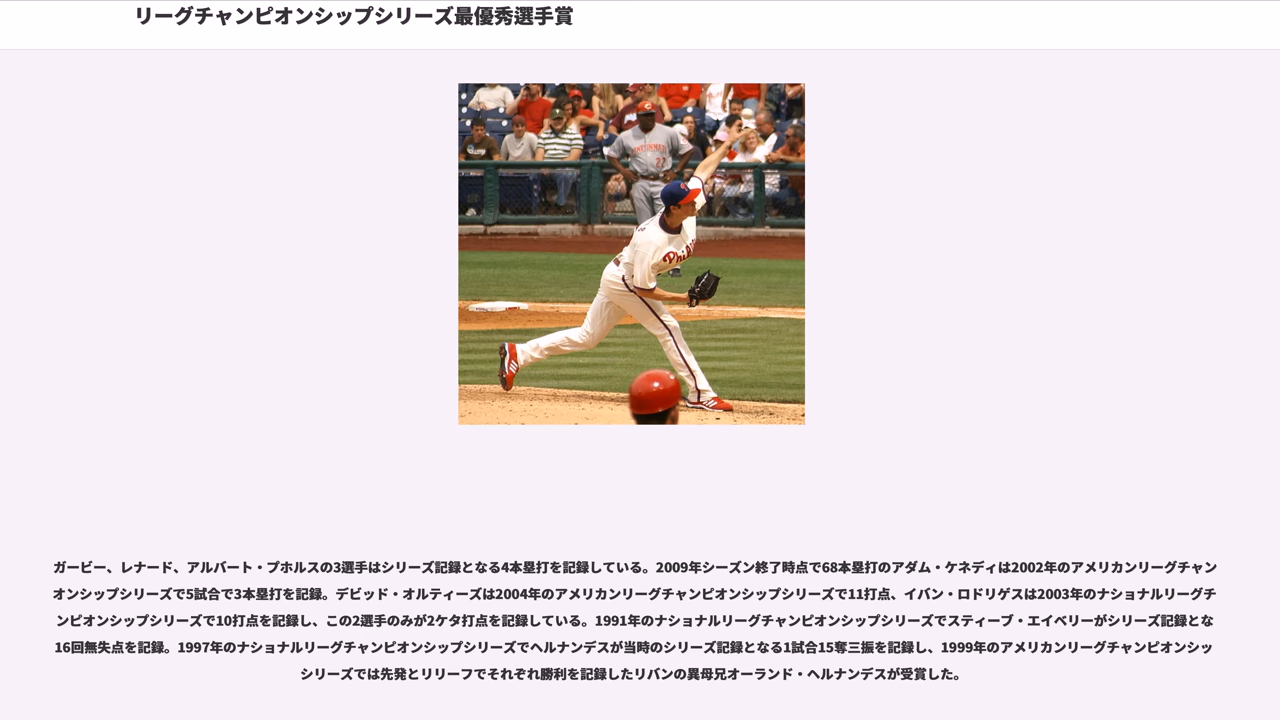 リーグチャンピオンシップシリーズ最優秀選手賞
CINCINNATI
27
Phil
ガービー、レナード、アルバート・プホルスの3選手はシリーズ記録となる4本塁打を記録している。2009年シーズン終了時点で68本塁打のアダム・ケネディは2002年のアメリカンリーグチャン
オンシップシリーズで5試合で3本塁打を記録。デビッド・オルティーズは2004年のアメリカンリーグチャンピオンシップシリーズで11打点、イバン・ロドリゲスは2003年のナショナルリーグチ
ンピオンシップシリーズで10打点を記録し、この2選手のみが2ケタ打点を記録している。1991年のナショナルリーグチャンピオンシップシリーズでスティーブ・エイベリーがシリーズ記録とな
16回無失点を記録。1997年のナショナルリーグチャンピオンシップシリーズでヘルナンデスが当時のシリーズ記録となる1試合15奪三振を記録し、1999年のアメリカンリーグチャンピオンシッ
シリーズでは先発とリリーフでそれぞれ勝利を記録したリバンの異母兄オーランド・ヘルナンデスが受賞した。